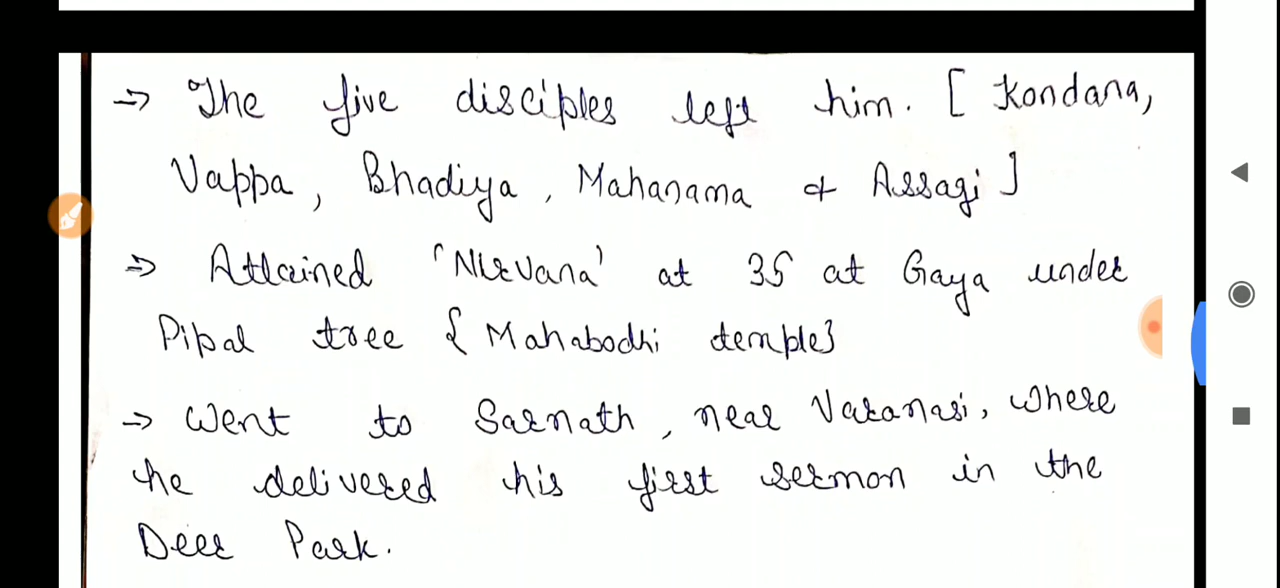 → The five disciples left him. [ Kondana,
Vappa, Bhadiya, Mahanama & Assagi ]
→ Attained 'Nirvana' at 35 at Gaya under
Pipal tree { Mahabodhi temple}
→ Went to Sarnath, near Varanasi, where
he delivered his first sermon in the
Deer Park.